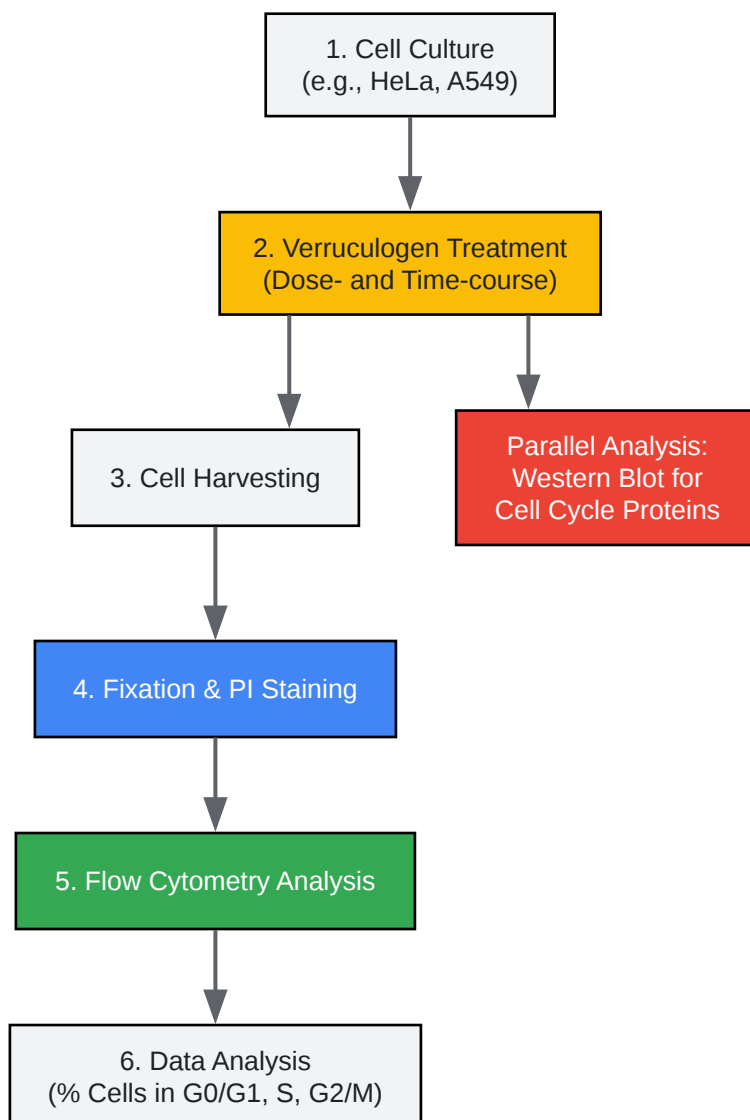 1. Cell Culture
(e.g., HeLa, A549)
2. Verruculogen Treatment
(Dose- and Time-course)
3. Cell Harvesting
Parallel Analysis:
Western Blot for
Cell Cycle Proteins
4. Fixation & PI Staining
5. Flow Cytometry Analysis
6. Data Analysis
(% Cells in G0/G1, S, G2/M)